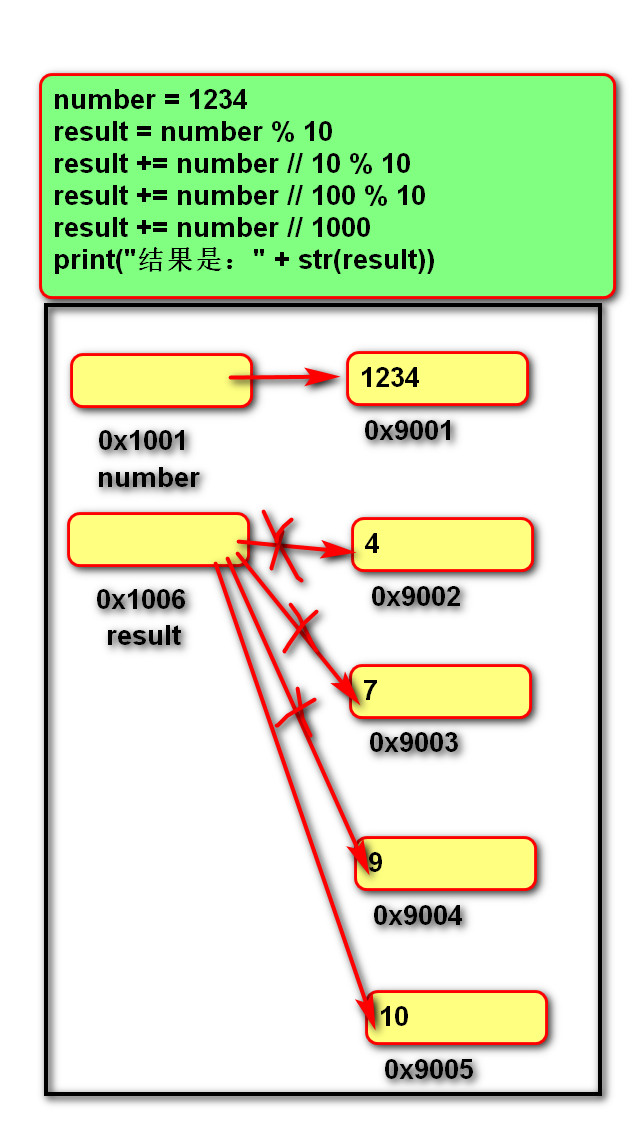 number = 1234
result = number % 10
result += number // 10 % 10
result += number // 100 % 10
result += number // 1000
print("结果是：" + str(result))
1234
0x1001
0x9001
number
4
0x1006
0x9002
result
7
0x9003
9
0x9004
10
0x9005